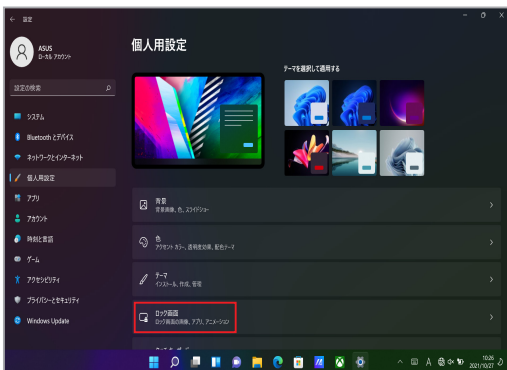 設定
ASUS
ローカル アカウント
設定の検索
システム
Bluetooth とデバイス
ネットワークとインターネット
個人用設定
アプリ
アカウント
時刻と言語
ゲーム
アクセシビリティ
プライバシーとセキュリティ
Windows Update
個人用設定
テーマを選択して適用する
背景
背景画像、色、スライドショー
色
アクセント カラー、透明度効果、配色テーマ
テーマ
インストール、作成、管理
ロック画面
ロック画面の画像、アプリ、アニメーション
A
10:26
2021/10/27